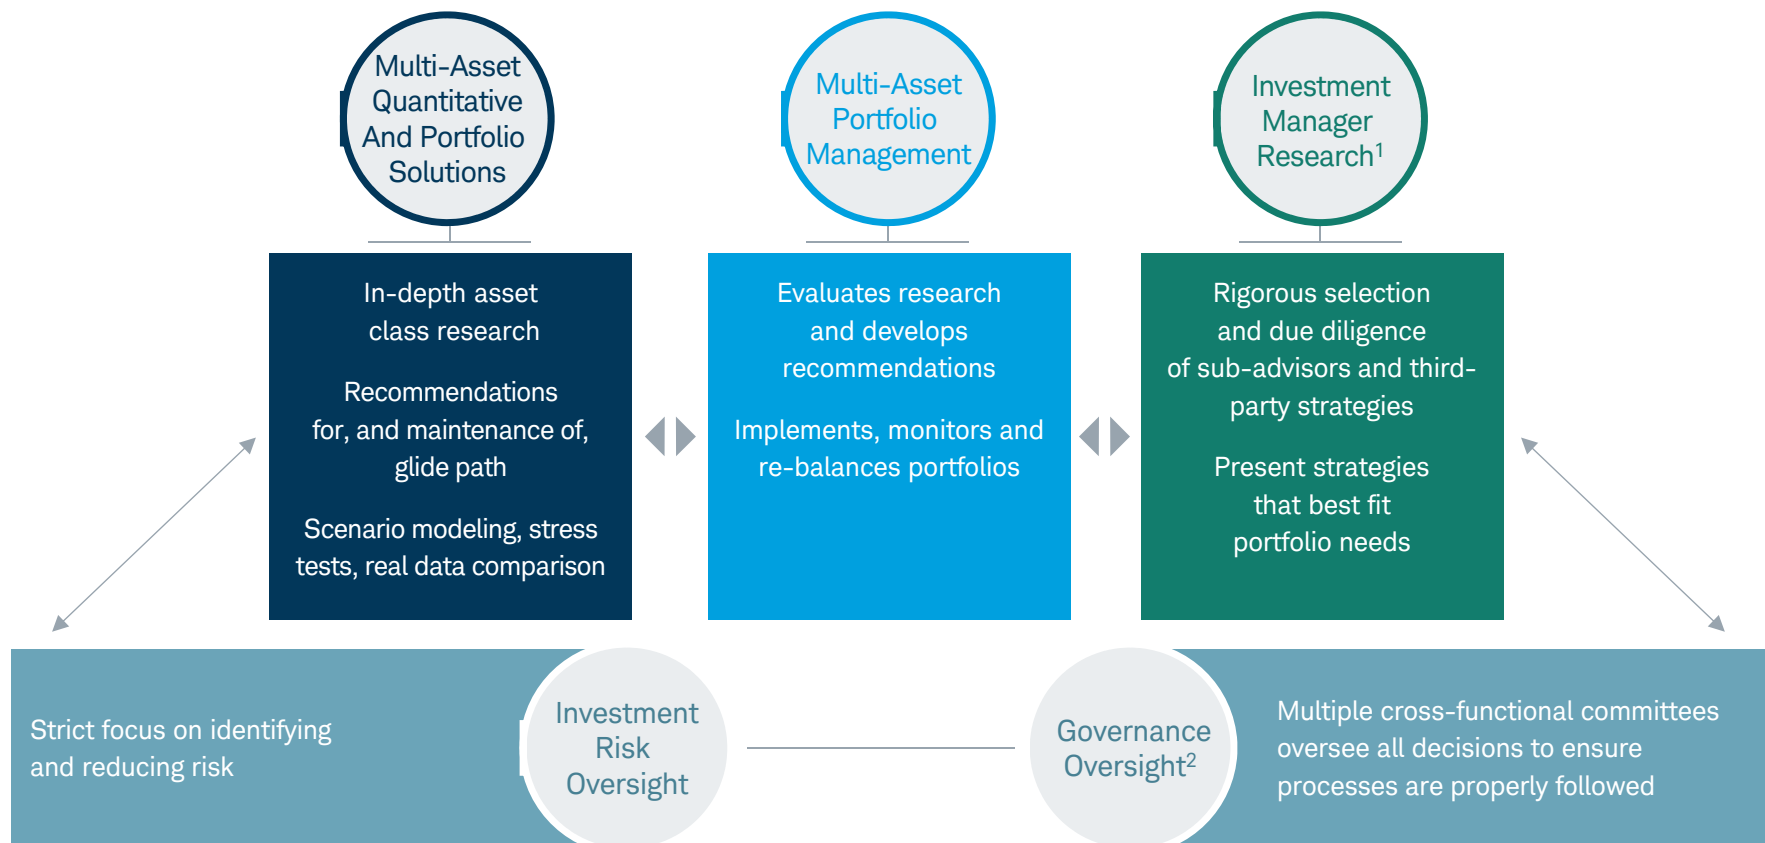 Multi-Asset
Quantitative
And Portfolio
Solutions
In-depth asset
class research
Recommendations
for, and maintenance of,
glide path
Scenario modeling, stress
tests, real data comparison
Multi-Asset
Portfolio
Management
Evaluates research
and develops
recommendations
Implements, monitors and
re-balances portfolios
Investment
Manager
Research¹
Rigorous selection
and due diligence
of sub-advisors and third-
party strategies
Present strategies
that best fit
portfolio needs
Strict focus on identifying
and reducing risk
Investment
Risk
Oversight
Governance
Oversight²
Multiple cross-functional committees
oversee all decisions to ensure
processes are properly followed